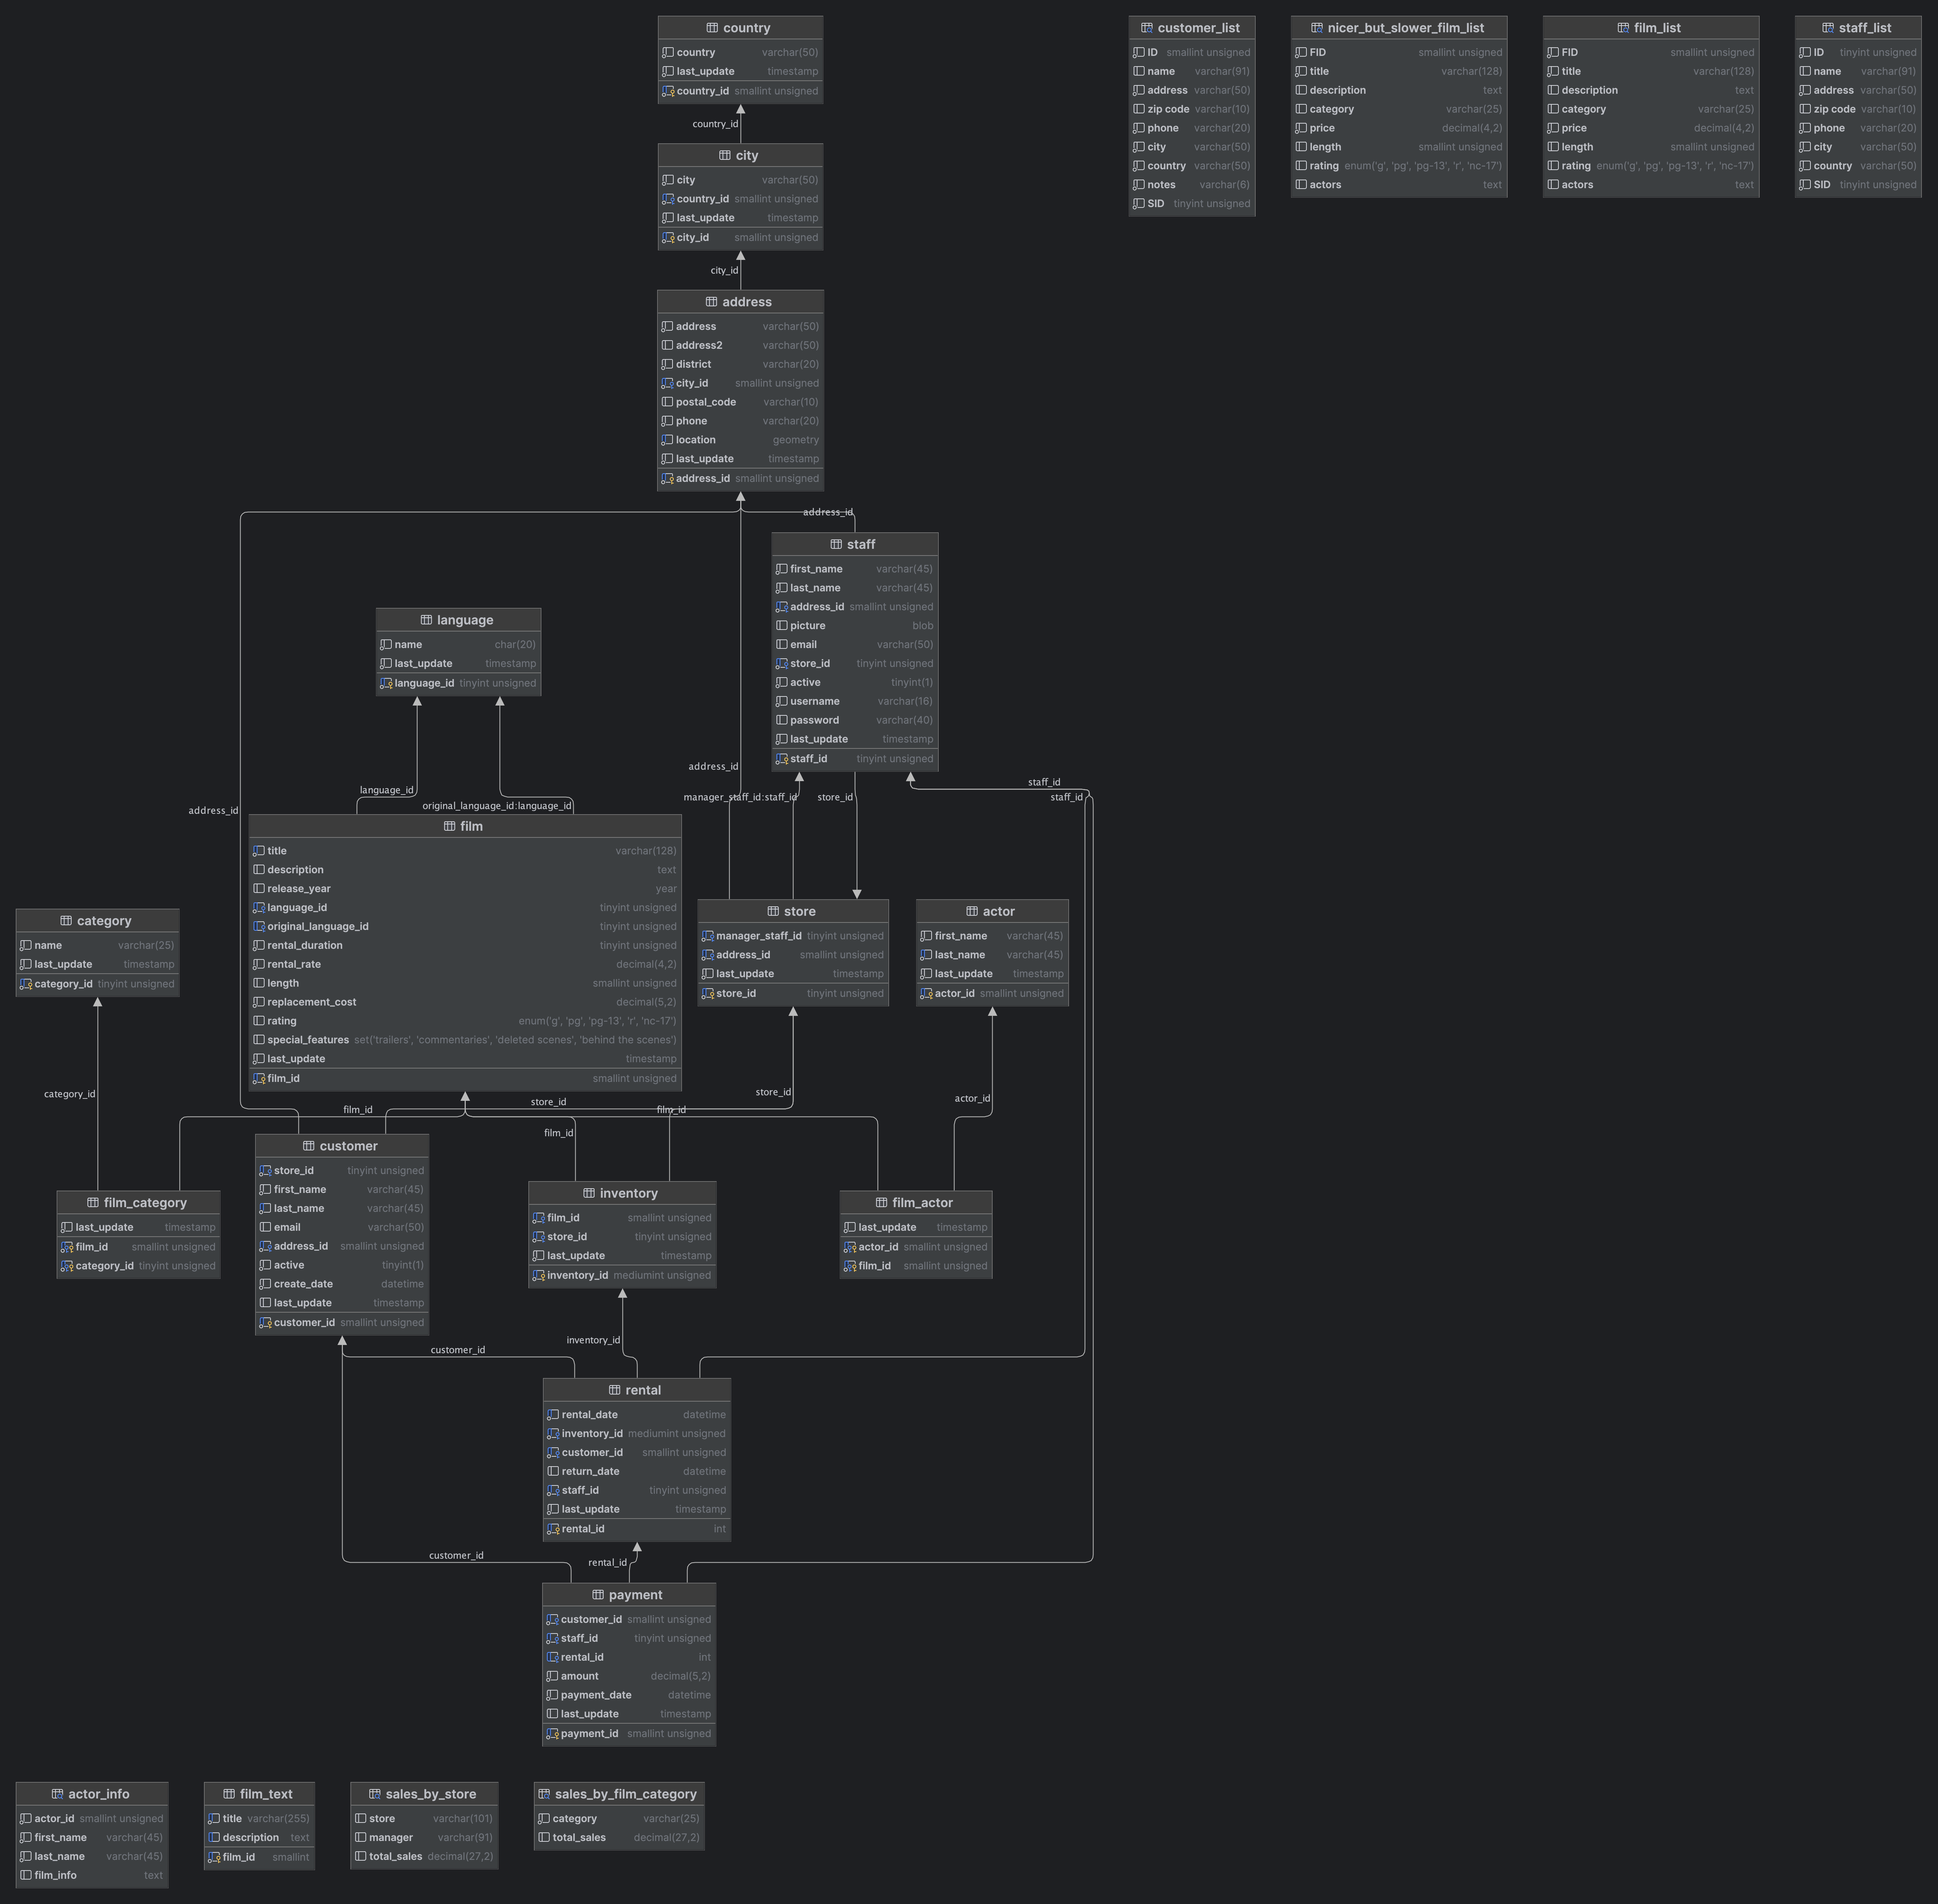 country
country varchar(50)
last_update timestamp
country_id smallint unsigned
customer_list
ID smallint unsigned
name varchar(91)
address varchar(50)
zip code varchar(10)
phone varchar(20)
city varchar(50)
country varchar(50)
notes varchar(6)
SID tinyint unsigned
nicer_but_slower_film_list
FID smallint unsigned
title varchar(128)
description text
category varchar(25)
price decimal(4,2)
length smallint unsigned
rating enum('g', 'pg', 'pg-13', 'r', 'nc-17')
actors text
film_list
FID smallint unsigned
title varchar(128)
description text
category varchar(25)
price decimal(4,2)
length smallint unsigned
rating enum('g', 'pg', 'pg-13', 'r', 'nc-17')
actors text
staff_list
ID tinyint unsigned
name varchar(91)
address varchar(50)
zip code varchar(10)
phone varchar(20)
city varchar(50)
country varchar(50)
SID tinyint unsigned
country_id
city
city varchar(50)
country_id smallint unsigned
last_update timestamp
city_id smallint unsigned
city_id
address
address varchar(50)
address2 varchar(50)
district varchar(20)
city_id smallint unsigned
postal_code varchar(10)
phone varchar(20)
location geometry
last_update timestamp
address_id smallint unsigned
address_id
staff
first_name varchar(45)
last_name varchar(45)
address_id smallint unsigned
picture blob
email varchar(50)
store_id tinyint unsigned
active tinyint(1)
username varchar(16)
password varchar(40)
last_update timestamp
staff_id tinyint unsigned
language
name char(20)
last_update timestamp
language_id tinyint unsigned
address_id
staff_id
language_id
manager_staff_id:staff_id
store_id
staff_id
original_language_id:language_id
address_id
film
title varchar(128)
description text
release_year year
language_id tinyint unsigned
original_language_id tinyint unsigned
rental_duration tinyint unsigned
rental_rate decimal(4,2)
length smallint unsigned
replacement_cost decimal(5,2)
rating enum('g', 'pg', 'pg-13', 'r', 'nc-17')
special_features set('trailers', 'commentaries', 'deleted scenes', 'behind the scenes')
last_update timestamp
film_id smallint unsigned
category
name varchar(25)
last_update timestamp
category_id tinyint unsigned
store
manager_staff_id tinyint unsigned
address_id smallint unsigned
last_update timestamp
store_id tinyint unsigned
actor
first_name varchar(45)
last_name varchar(45)
last_update timestamp
actor_id smallint unsigned
category_id
store_id
actor_id
store_id
film_id
film_id
film_id
customer
store_id tinyint unsigned
first_name varchar(45)
last_name varchar(45)
email varchar(50)
address_id smallint unsigned
active tinyint(1)
create_date datetime
last_update timestamp
customer_id smallint unsigned
film_category
last_update timestamp
film_id smallint unsigned
category_id tinyint unsigned
inventory
film_id smallint unsigned
store_id tinyint unsigned
last_update timestamp
inventory_id mediumint unsigned
film_actor
last_update timestamp
actor_id smallint unsigned
film_id smallint unsigned
inventory_id
customer_id
rental
rental_date datetime
inventory_id mediumint unsigned
customer_id smallint unsigned
return_date datetime
staff_id tinyint unsigned
last_update timestamp
rental_id int
customer_id
rental_id
payment
customer_id smallint unsigned
staff_id tinyint unsigned
rental_id int
amount decimal(5,2)
payment_date datetime
last_update timestamp
payment_id smallint unsigned
actor_info
actor_id smallint unsigned
first_name varchar(45)
last_name varchar(45)
film_info text
film_text
title varchar(255)
description text
film_id smallint
sales_by_store
store varchar(101)
manager varchar(91)
total_sales decimal(27,2)
sales_by_film_category
category varchar(25)
total_sales decimal(27,2)